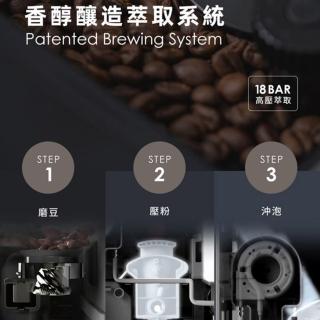 香醇釀造萃取系統
Patented Brewing System
18 BAR
高壓萃取
STEP
1
磨豆
STEP
2
壓粉
STEP
3
沖泡